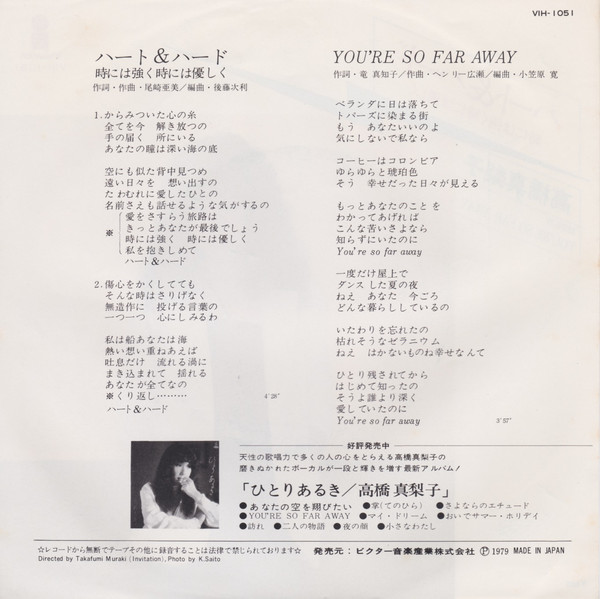 VIH-1051
ハート＆ハード
時には強く時には優しく
作詞・作曲・尾崎亜美／編曲・後藤次利
1. からみついた心の糸
全てを今　解き放つの
手の届く　所にいる
あなたの瞳は深い海の底
空にも似た背中見つめ
遠い日々を　想い出すの
たわむれに愛したひとの
名前さえも話せるような気がするの
※
愛をさすらう旅路は
きっとあなたが最後でしょう
時には強く　時には優しく
私を抱きしめて
ハート＆ハード
2. 傷心をかくしてても
そんな時はさりげなく
無造作に　投げる言葉の
一つ一つ　心にしみるわ
私は船あなたは海
熱い想い重ねあえば
吐息だけ　流れる渦に
まき込まれて　揺れる
あなたが全てなの
※くり返し………
ハート＆ハード
4'28"
YOU'RE SO FAR AWAY
作詞・竜 真知子／作曲・ヘンリー広瀬／編曲・小笠原 寛
ベランダに日は落ちて
トパーズに染まる街
もう　あなたいいのよ
気にしないで私なら
コーヒーはコロンビア
ゆらゆらと琥珀色
そう　幸せだった日々が見える
もっとあなたのことを
わかってあげれば
こんな苦いさよなら
知らずにいたのに
You're so far away
一度だけ屋上で
ダンスした夏の夜
ねえ　あなた　今ごろ
どんな暮らししているの
いたわりを忘れたの
枯れそうなゼラニウム
ねえ　はかないものね幸せなんて
ひとり残されてから
はじめて知ったの
そうよ誰より深く
愛していたのに
You're so far away
3'57"
好評発売中
天性の歌唱力で多くの人の心をとらえる高橋真梨子の
磨きぬかれたボーカルが一段と輝きを増す最新アルバム！
「ひとりあるき／高橋真梨子」
●あなたの空を翔びたい　●掌(てのひら)　●さよならのエチュード
●YOU'RE SO FAR AWAY　●マイ・ドリーム　●おいでサマー・ホリデイ
●訪れ　●二人の物語　●夜の顔　●小さなわたし
☆レコードから無断でテープその他に録音することは法律で禁じられております☆
Directed by Takafumi Muraki (Invitation). Photo by K.Saito
発売元：ビクター音楽産業株式会社 Ⓟ 1979 MADE IN JAPAN